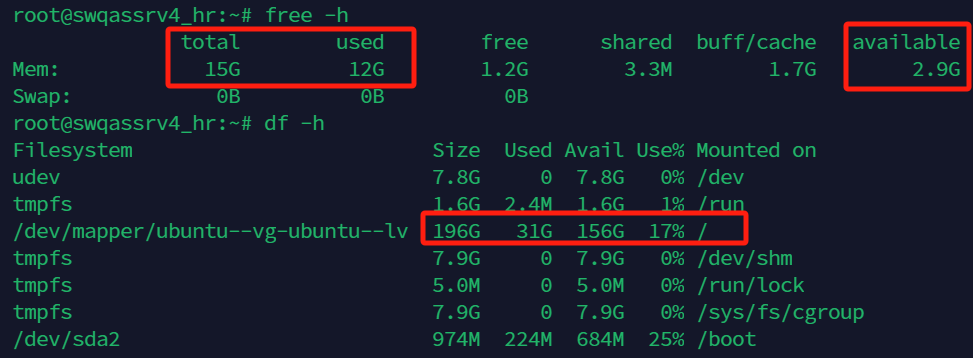 root@swqassrv4_hr:~# free -h
              total        used        free      shared  buff/cache   available
Mem:            15G         12G        1.2G        3.3M        1.7G        2.9G
Swap:            0B          0B          0B
root@swqassrv4_hr:~# df -h
Filesystem                         Size  Used Avail Use% Mounted on
udev                               7.8G     0  7.8G   0% /dev
tmpfs                              1.6G  2.4M  1.6G   1% /run
/dev/mapper/ubuntu--vg-ubuntu--lv  196G   31G  156G  17% /
tmpfs                              7.9G     0  7.9G   0% /dev/shm
tmpfs                              5.0M     0  5.0M   0% /run/lock
tmpfs                              7.9G     0  7.9G   0% /sys/fs/cgroup
/dev/sda2                          974M  224M  684M  25% /boot